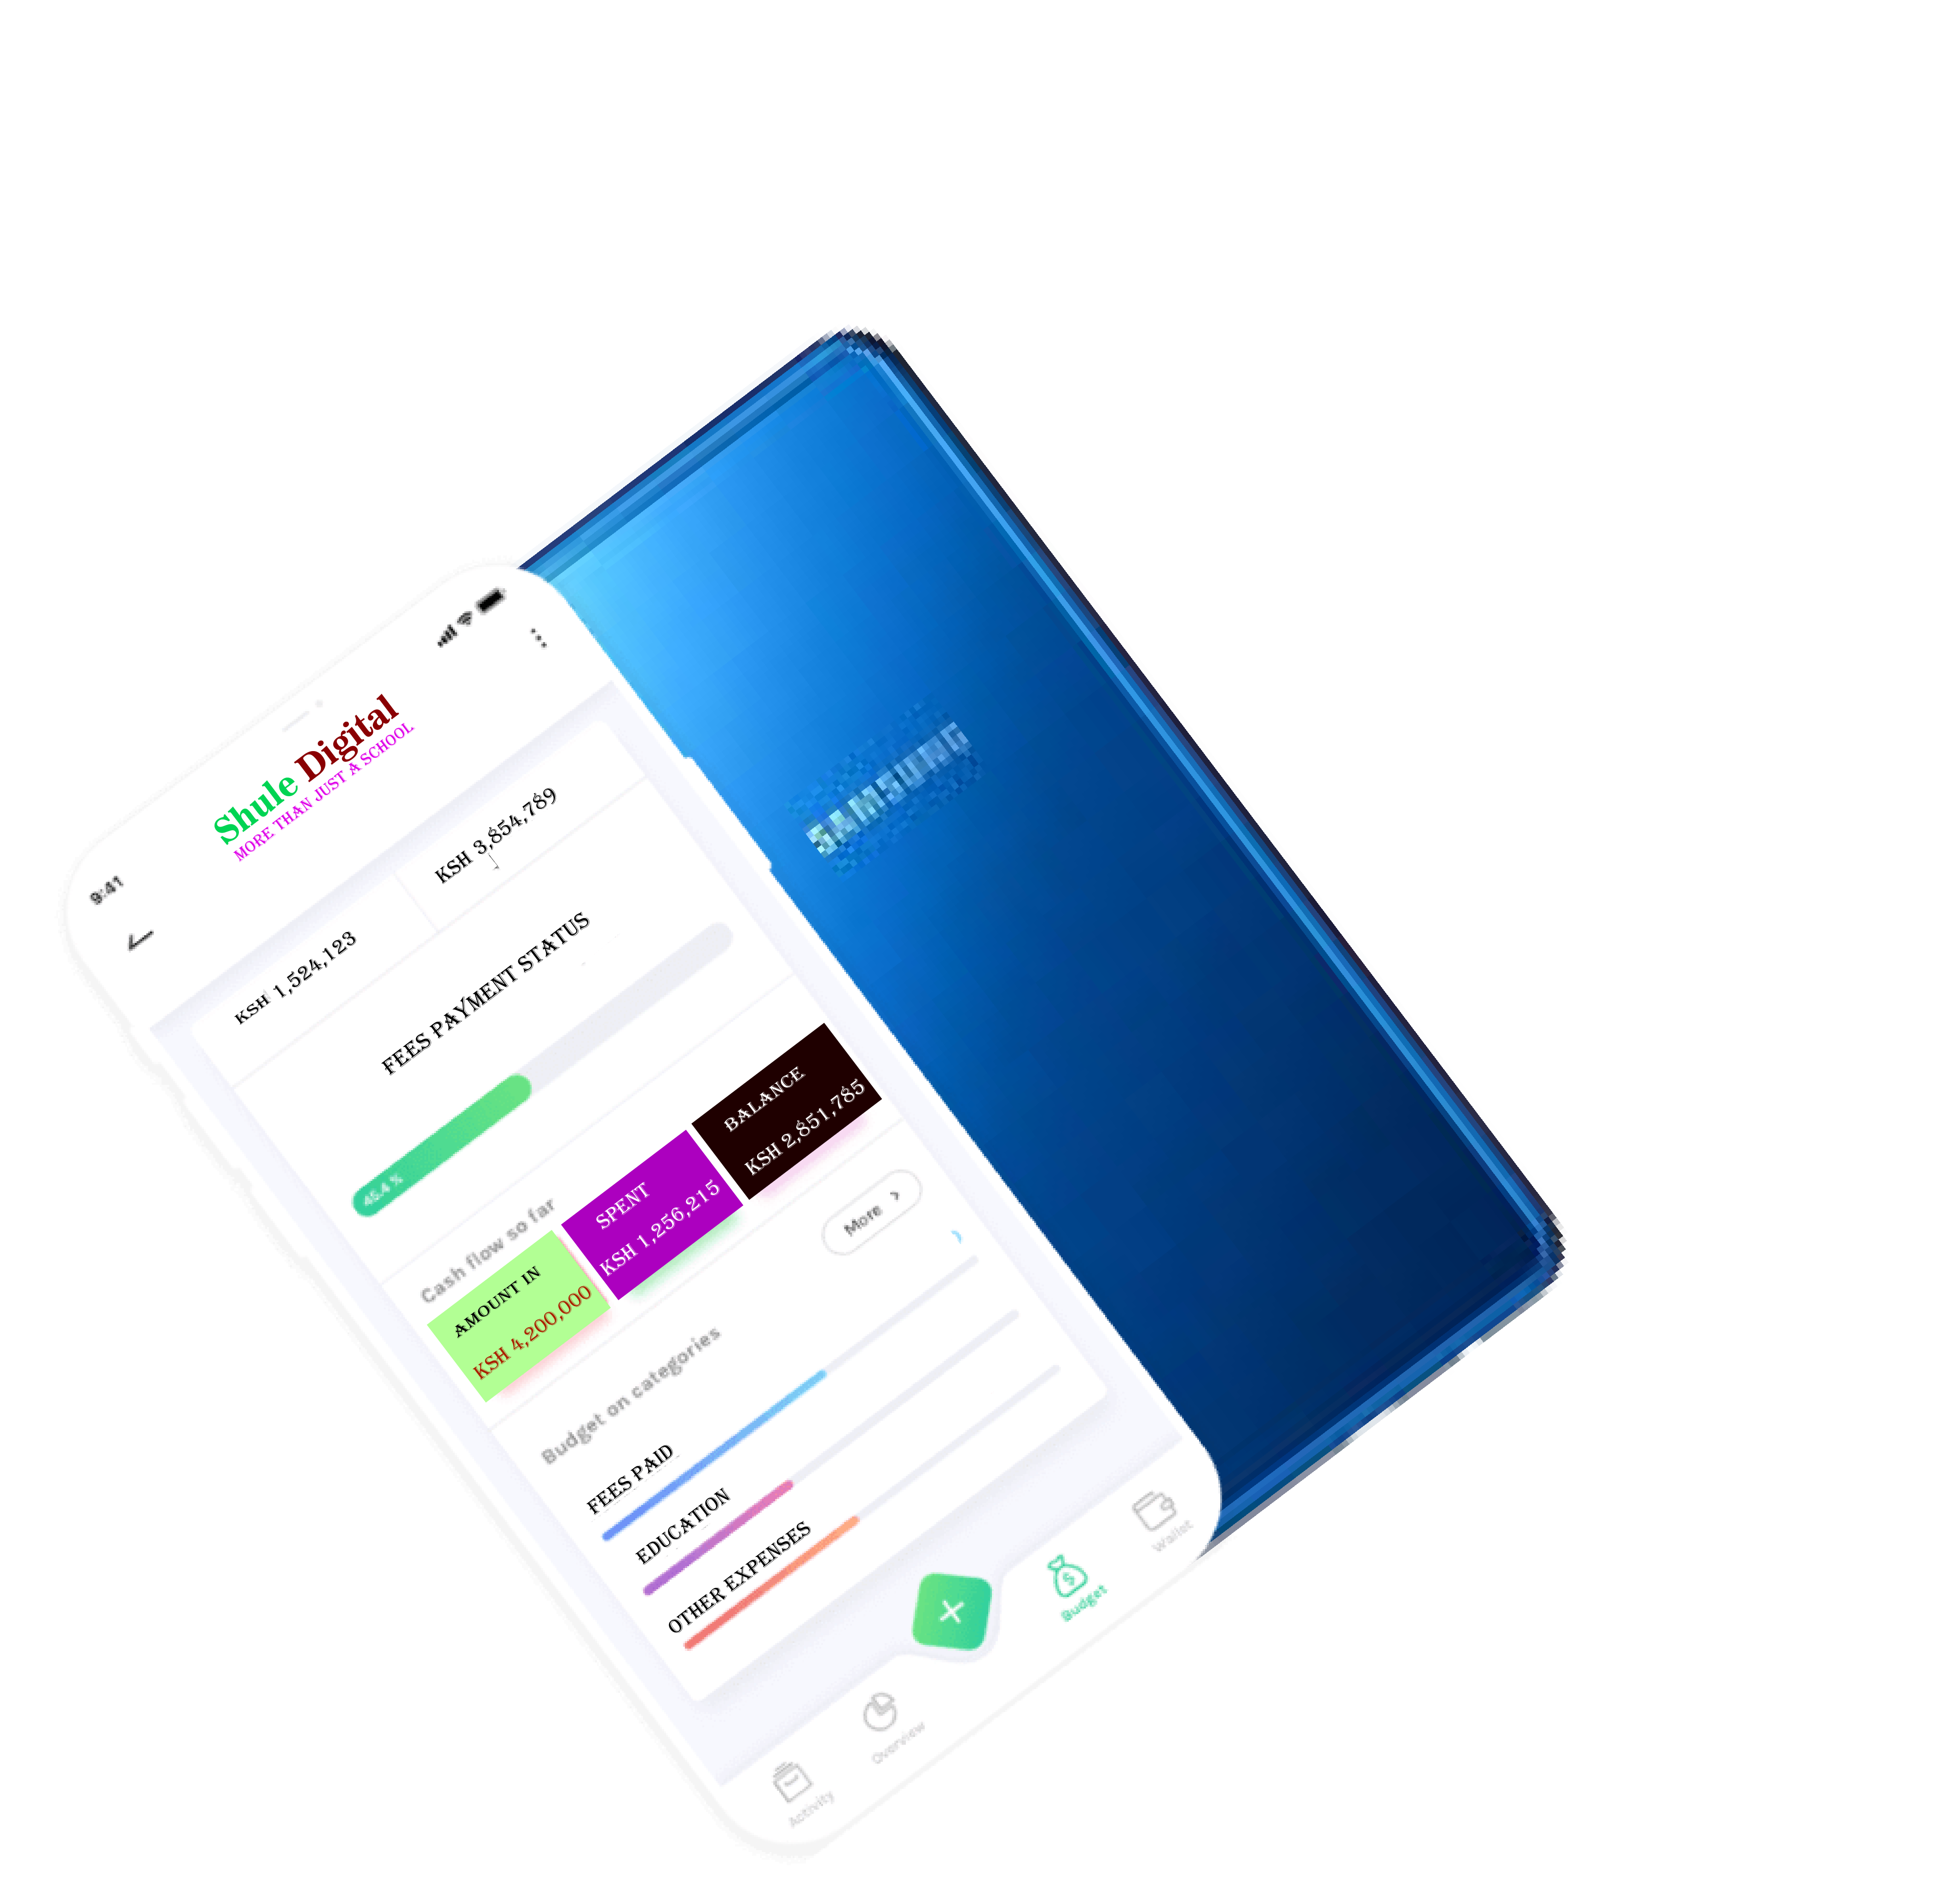 9:41
Shule Digital
MORE THAN JUST A SCHOOL
KSH 1,524,123
KSH 3,854,789
FEES PAYMENT STATUS
45.4 %
Cash flow so far
AMOUNT IN
KSH 4,200,000
SPENT
KSH 1,256,215
BALANCE
KSH 2,851,785
Budget on categories
More
FEES PAID
EDUCATION
OTHER EXPENSES
Activity
Overview
Budget
Wallet
SAMSUNG